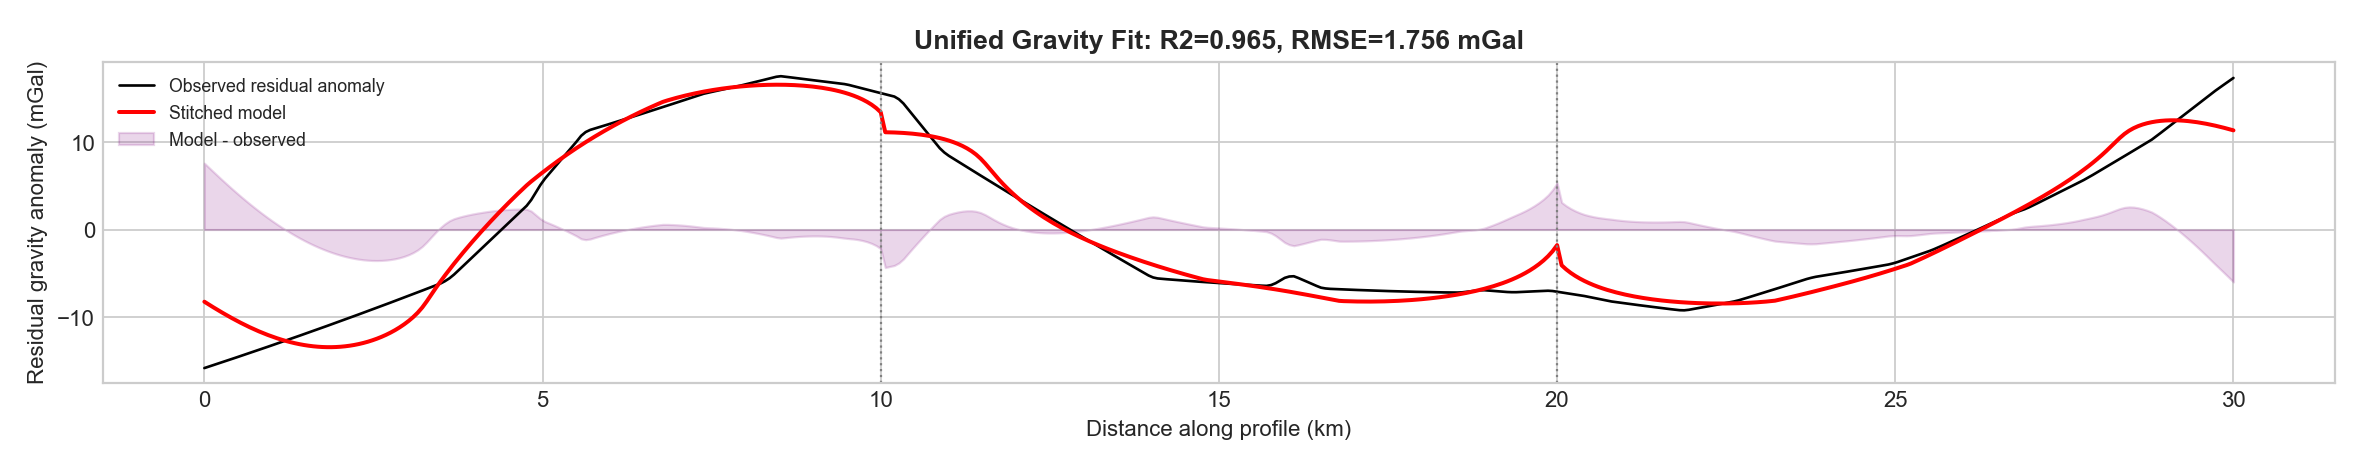 Unified Gravity Fit: R2=0.965, RMSE=1.756 mGal
Residual gravity anomaly (mGal)
Observed residual anomaly
Stitched model
Model - observed
10
0
−10
0 5 10 15 20 25 30
Distance along profile (km)